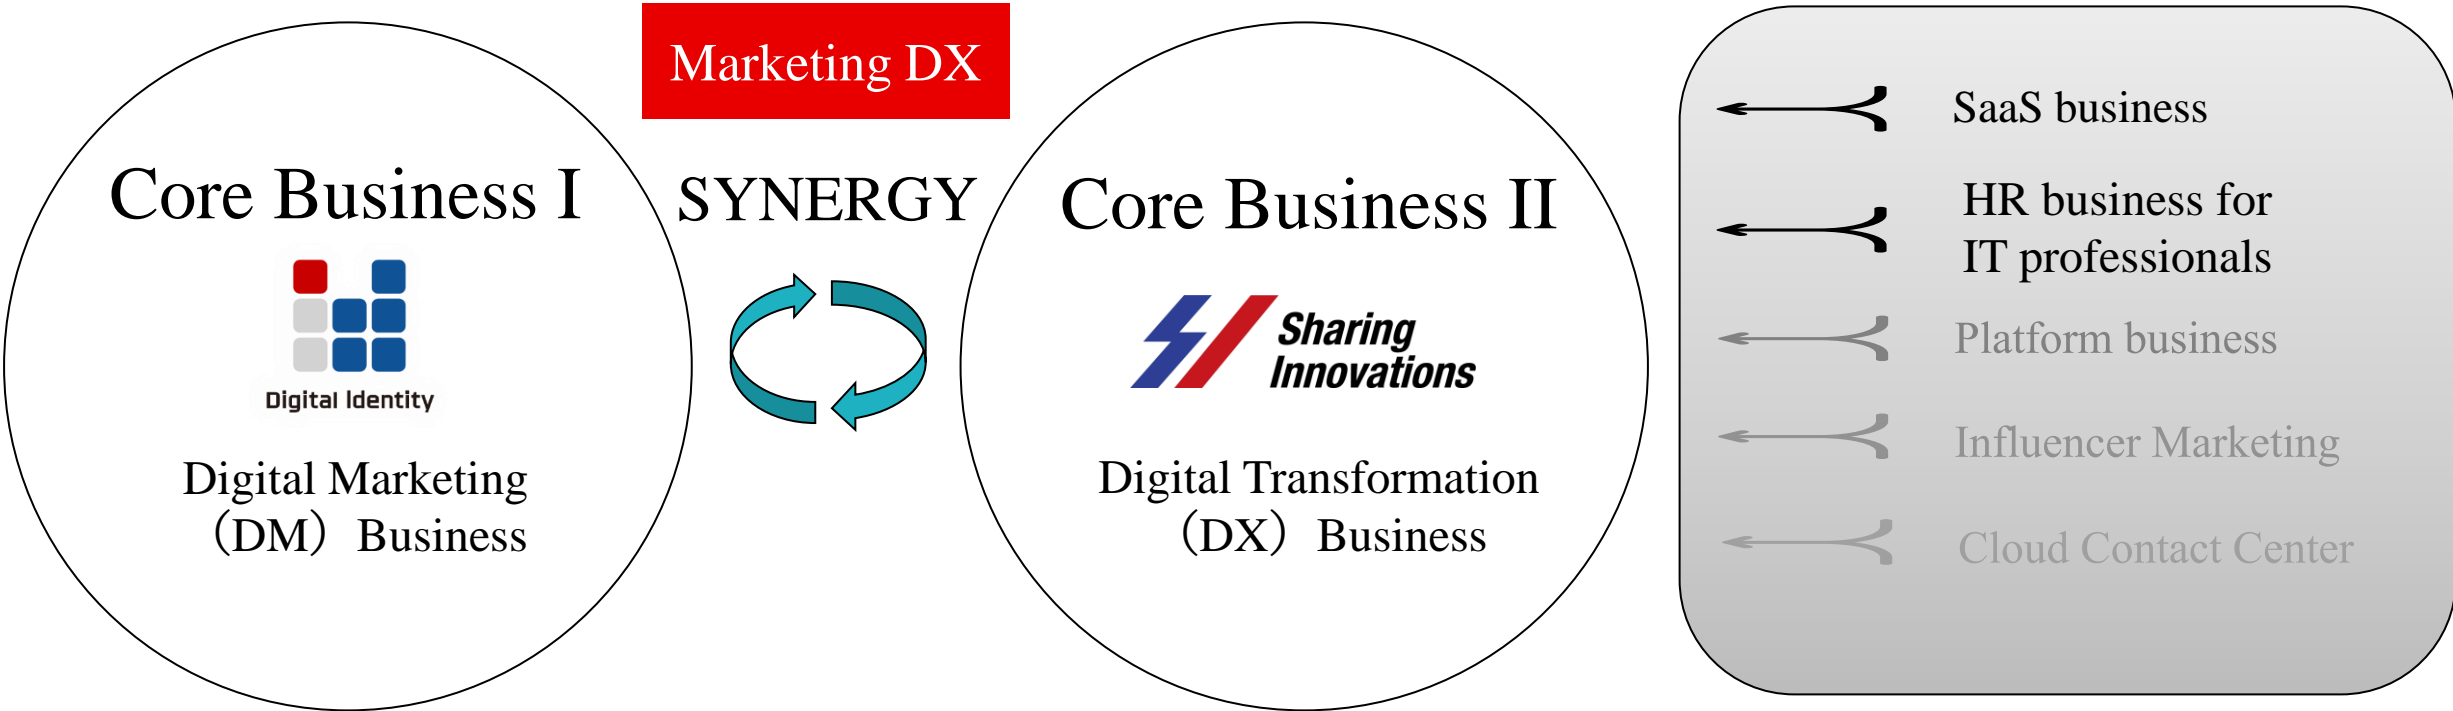 Marketing DX
Core Business I
Digital Identity
Digital Marketing
（DM）Business
SYNERGY
Core Business II
Sharing
Innovations
Digital Transformation
（DX）Business
SaaS business
HR business for
IT professionals
Platform business
Influencer Marketing
Cloud Contact Center